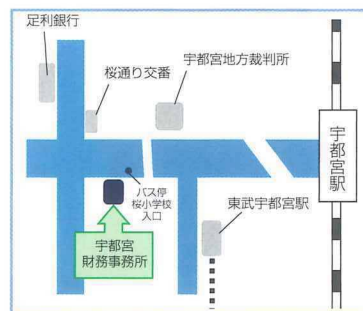 足利銀行
桜通り交番
宇都宮地方裁判所
宇都宮駅
バス停
桜小学校
入口
東武宇都宮駅
宇都宮
財務事務所